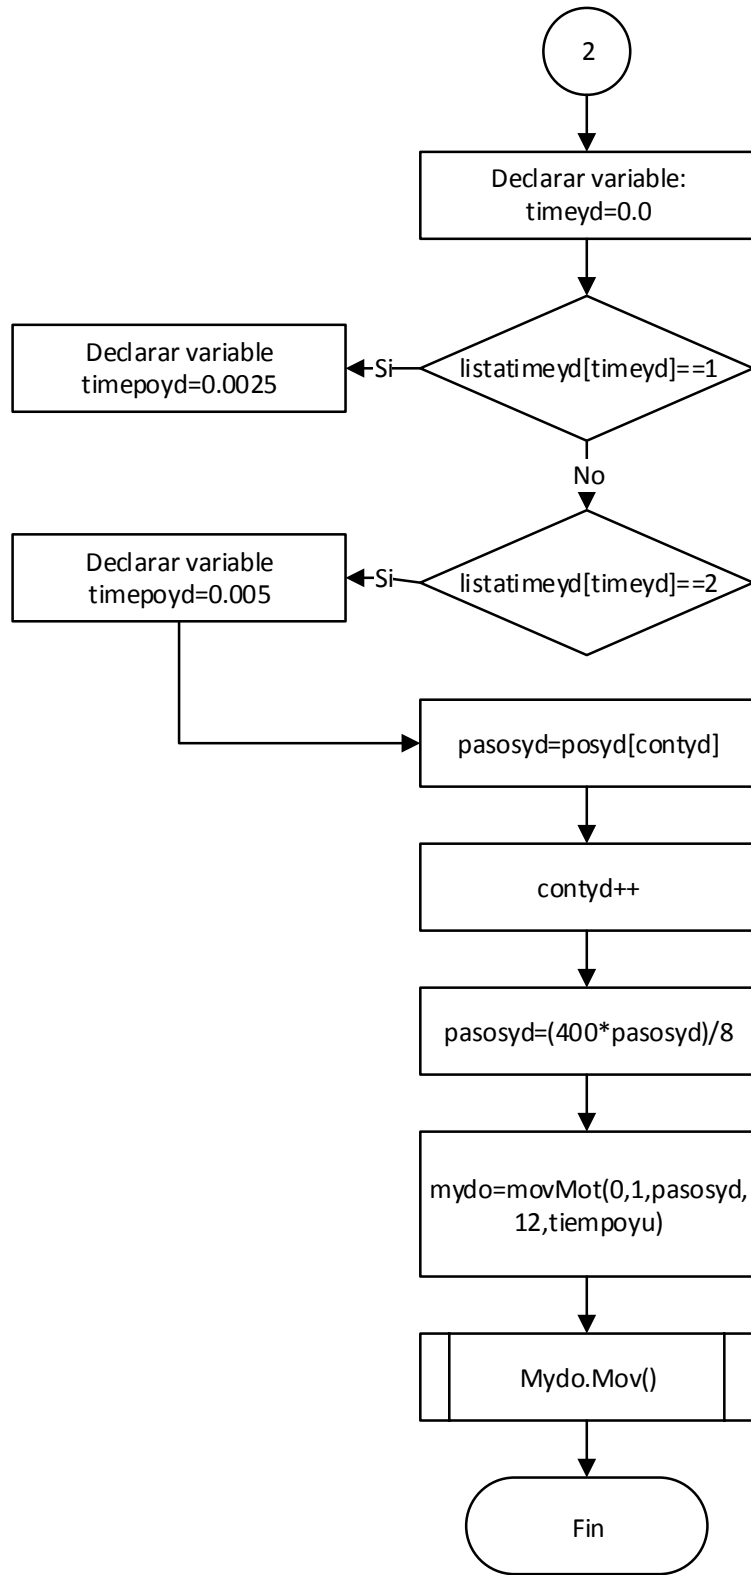 2
Declarar variable:
timeyd=0.0
listatimeyd[timeyd]==1
Si
Declarar variable
timepoyd=0.0025
No
listatimeyd[timeyd]==2
Si
Declarar variable
timepoyd=0.005
pasosyd=posyd[contyd]
contyd++
pasosyd=(400*pasosyd)/8
mydo=movMot(0,1,pasosyd,
12,tiempoyu)
Mydo.Mov()
Fin